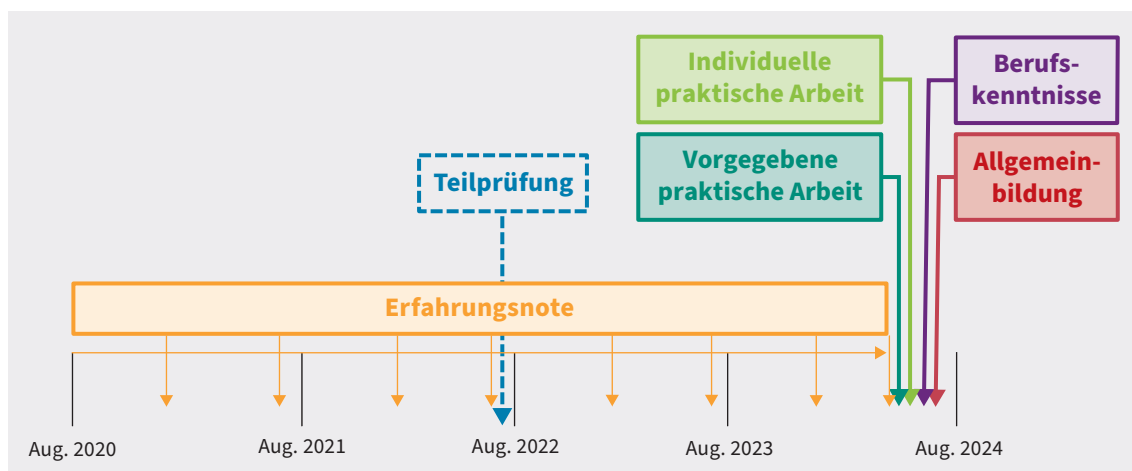 Individuelle
praktische Arbeit
Berufs-
kenntnisse
Vorgegebene
praktische Arbeit
Allgemein-
bildung
Teilprüfung
Erfahrungsnote
Aug. 2020
Aug. 2021
Aug. 2022
Aug. 2023
Aug. 2024